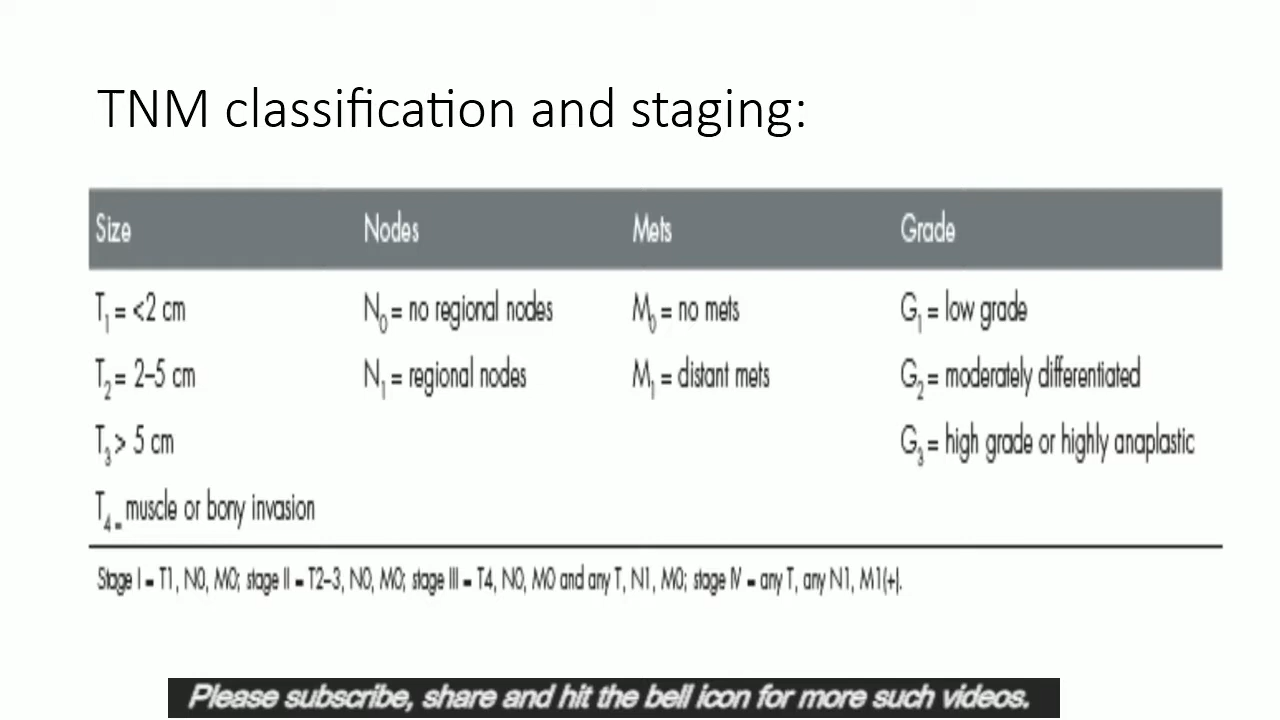 TNM classification and staging:
Size Nodes Mets Grade
T1 = <2 cm N0 = no regional nodes M0 = no mets G1 = low grade
T2 = 2–5 cm N1 = regional nodes M1 = distant mets G2 = moderately differentiated
T3 > 5 cm G3 = high grade or highly anaplastic
T4 = muscle or bony invasion
Stage I = T1, N0, M0; stage II = T2–3, N0, M0; stage III = T4, N0, M0 and any T, N1, M0; stage IV = any T, any N1, M1(+).
Please subscribe, share and hit the bell icon for more such videos.